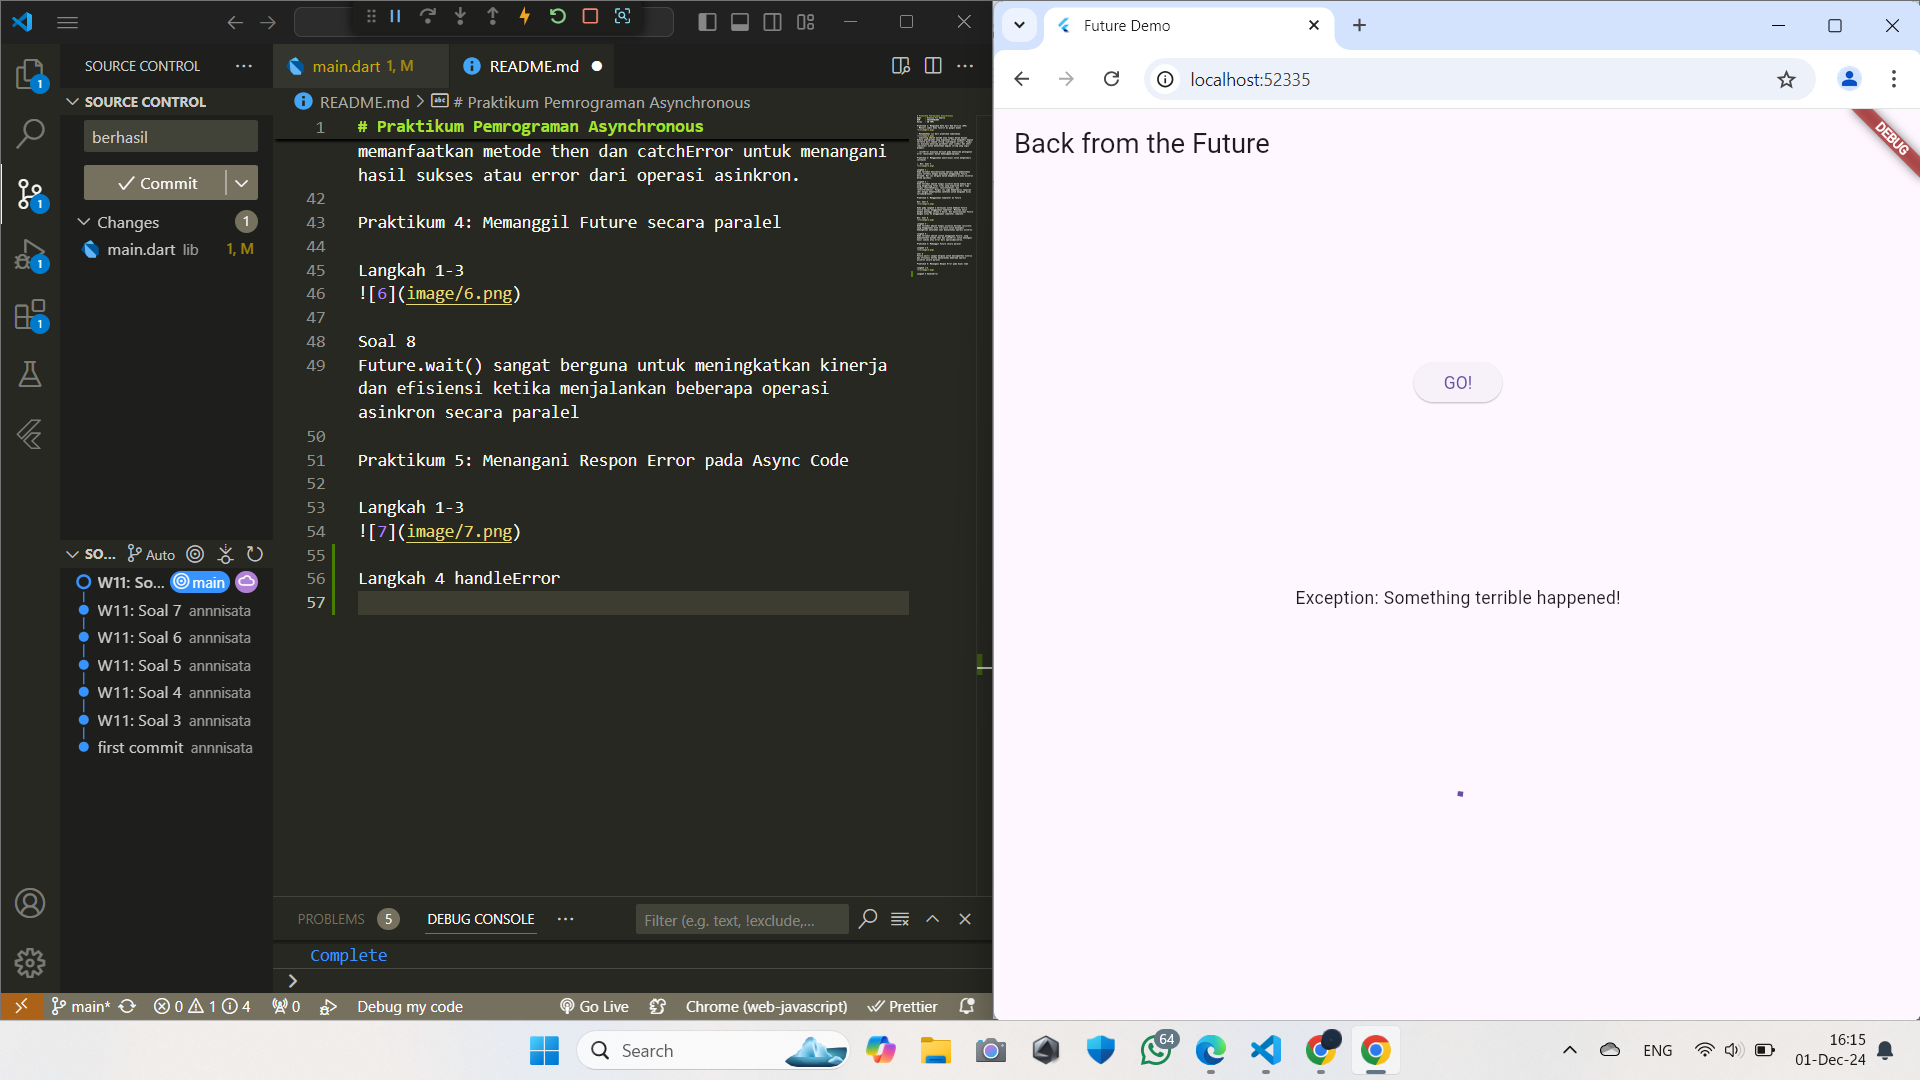 SOURCE CONTROL
SOURCE CONTROL
berhasil
Commit
Changes
1
main.dart lib
1, M
SO...
Auto
W11: So...
main
W11: Soal 7 annnisata
W11: Soal 6 annnisata
W11: Soal 5 annnisata
W11: Soal 4 annnisata
W11: Soal 3 annnisata
first commit annnisata
1
1
1
1
main.dart 1, M
README.md
README.md > # Praktikum Pemrograman Asynchronous
1 # Praktikum Pemrograman Asynchronous
memanfaatkan metode then dan catchError untuk menangani
hasil sukses atau error dari operasi asinkron.
42
43 Praktikum 4: Memanggil Future secara paralel
44
45 Langkah 1-3
46 ![6](image/6.png)
47
48 Soal 8
49 Future.wait() sangat berguna untuk meningkatkan kinerja
dan efisiensi ketika menjalankan beberapa operasi
asinkron secara paralel
50
51 Praktikum 5: Menangani Respon Error pada Async Code
52
53 Langkah 1-3
54 ![7](image/7.png)
55
56 Langkah 4 handleError
57
PROBLEMS 5
DEBUG CONSOLE
Filter (e.g. text, !exclude,...
Complete
main*
0
1
4
0
Debug my code
Go Live
Chrome (web-javascript)
Prettier
Future Demo
localhost:52335
Back from the Future
DEBUG
GO!
Exception: Something terrible happened!
Search
64
ENG
16:15
01-Dec-24